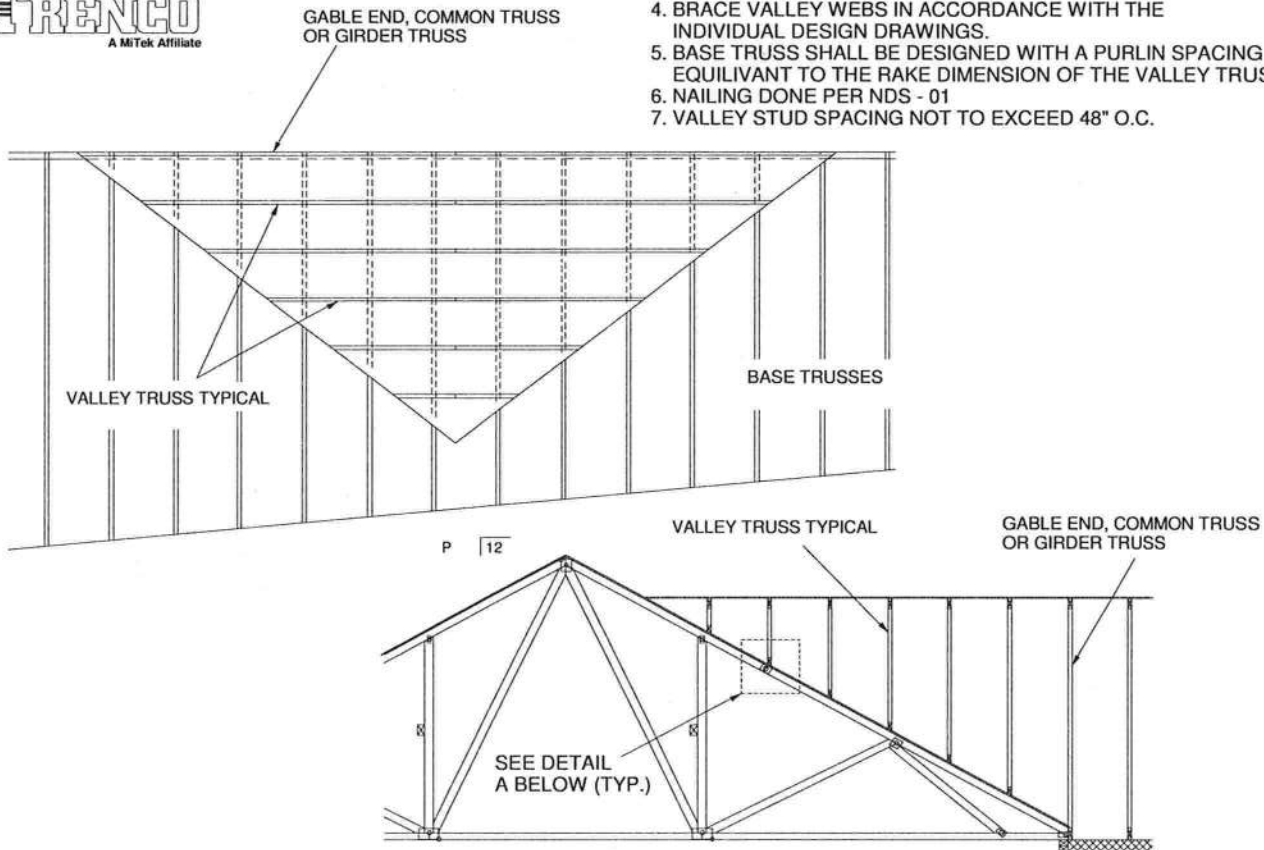 TRENCO
A MiTek Affiliate
GABLE END, COMMON TRUSS
OR GIRDER TRUSS
4. BRACE VALLEY WEBS IN ACCORDANCE WITH THE
INDIVIDUAL DESIGN DRAWINGS.
5. BASE TRUSS SHALL BE DESIGNED WITH A PURLIN SPACING
EQUILIVANT TO THE RAKE DIMENSION OF THE VALLEY TRUS
6. NAILING DONE PER NDS - 01
7. VALLEY STUD SPACING NOT TO EXCEED 48" O.C.
VALLEY TRUSS TYPICAL
BASE TRUSSES
P 12
VALLEY TRUSS TYPICAL
GABLE END, COMMON TRUSS
OR GIRDER TRUSS
SEE DETAIL
A BELOW (TYP.)